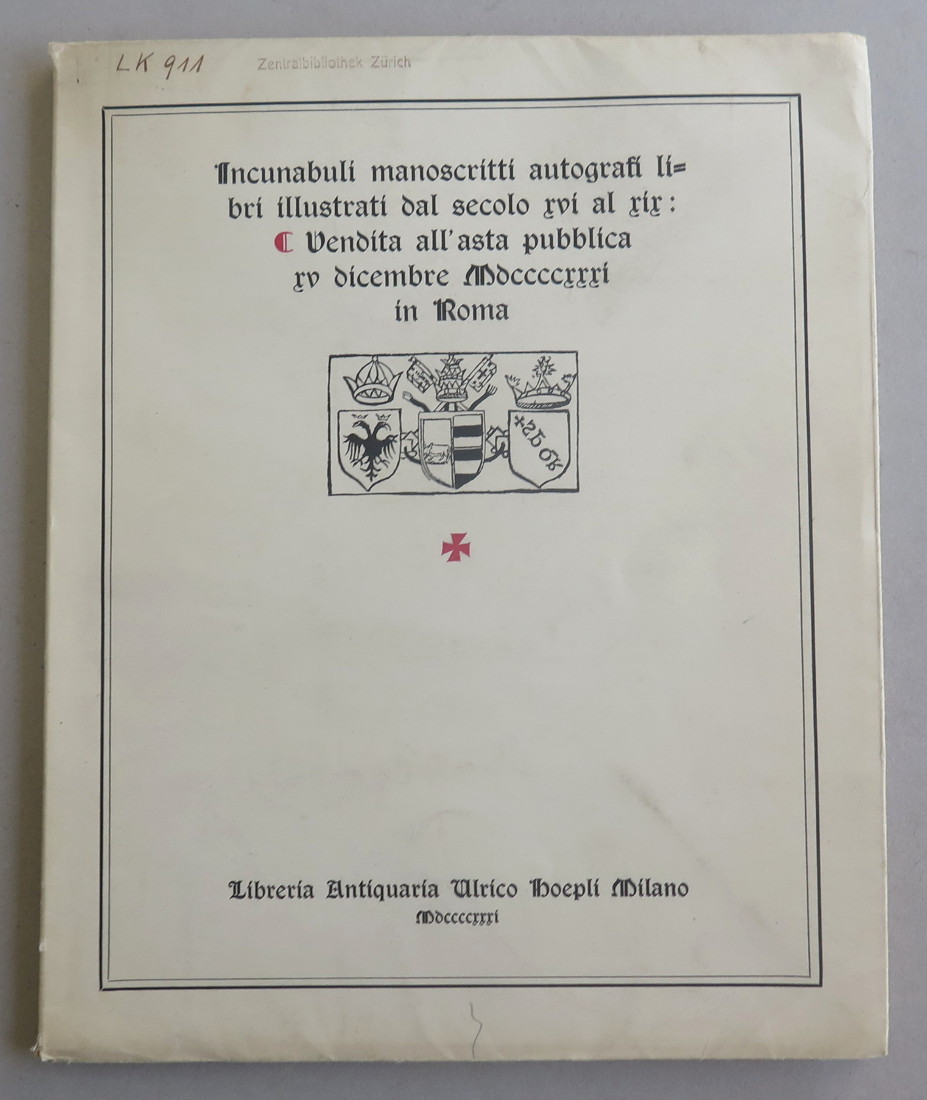 LK 911
Zentralbibliothek Zürich
Incunabuli manoscritti autografi li=
bri illustrati dal secolo xvi al xix:
Vendita all'asta pubblica
xv dicembre Mdccccxxxi
in Roma
SPQR
Libreria Antiquaria Ulrico Hoepli Milano
Mdccccxxxi